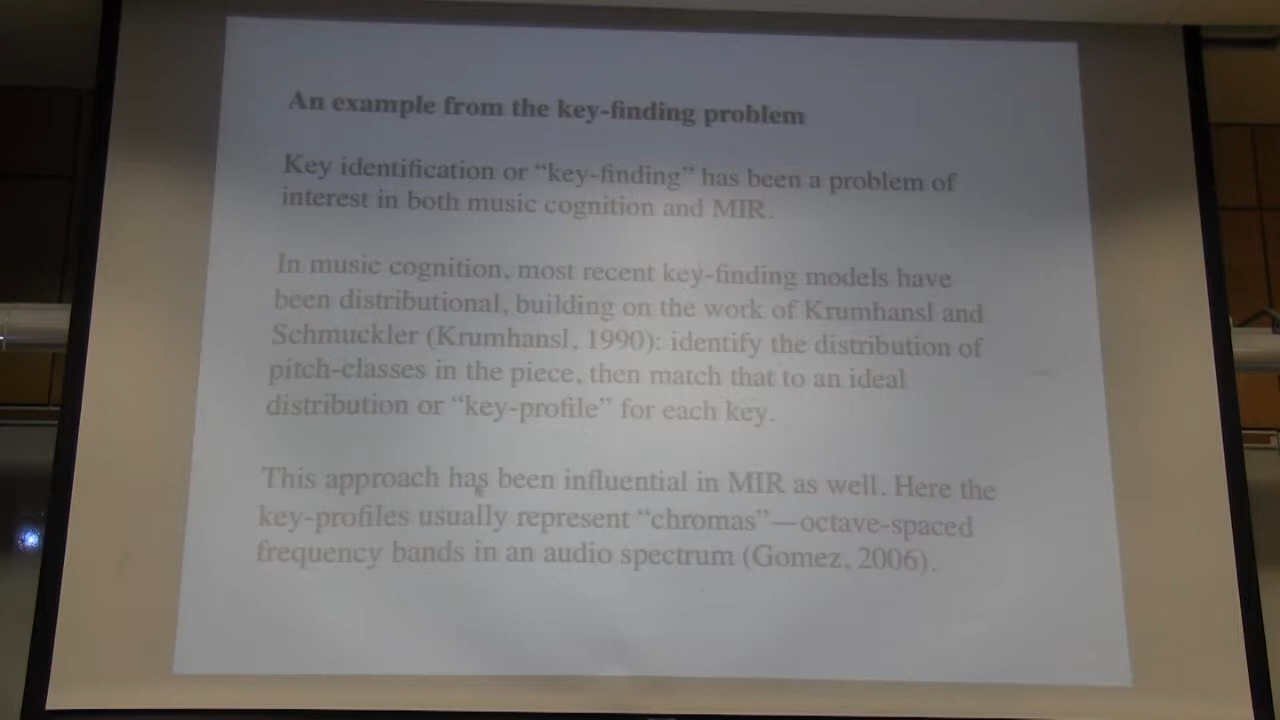 An example from the key-finding problem
Key identification or “key-finding” has been a problem of
interest in both music cognition and MIR.
In music cognition, most recent key-finding models have
been distributional, building on the work of Krumhansl and
Schmuckler (Krumhansl, 1990): identify the distribution of
pitch-classes in the piece, then match that to an ideal
distribution or “key-profile” for each key.
This approach has been influential in MIR as well. Here the
key-profiles usually represent “chromas”—octave-spaced
frequency bands in an audio spectrum (Gomez, 2006).